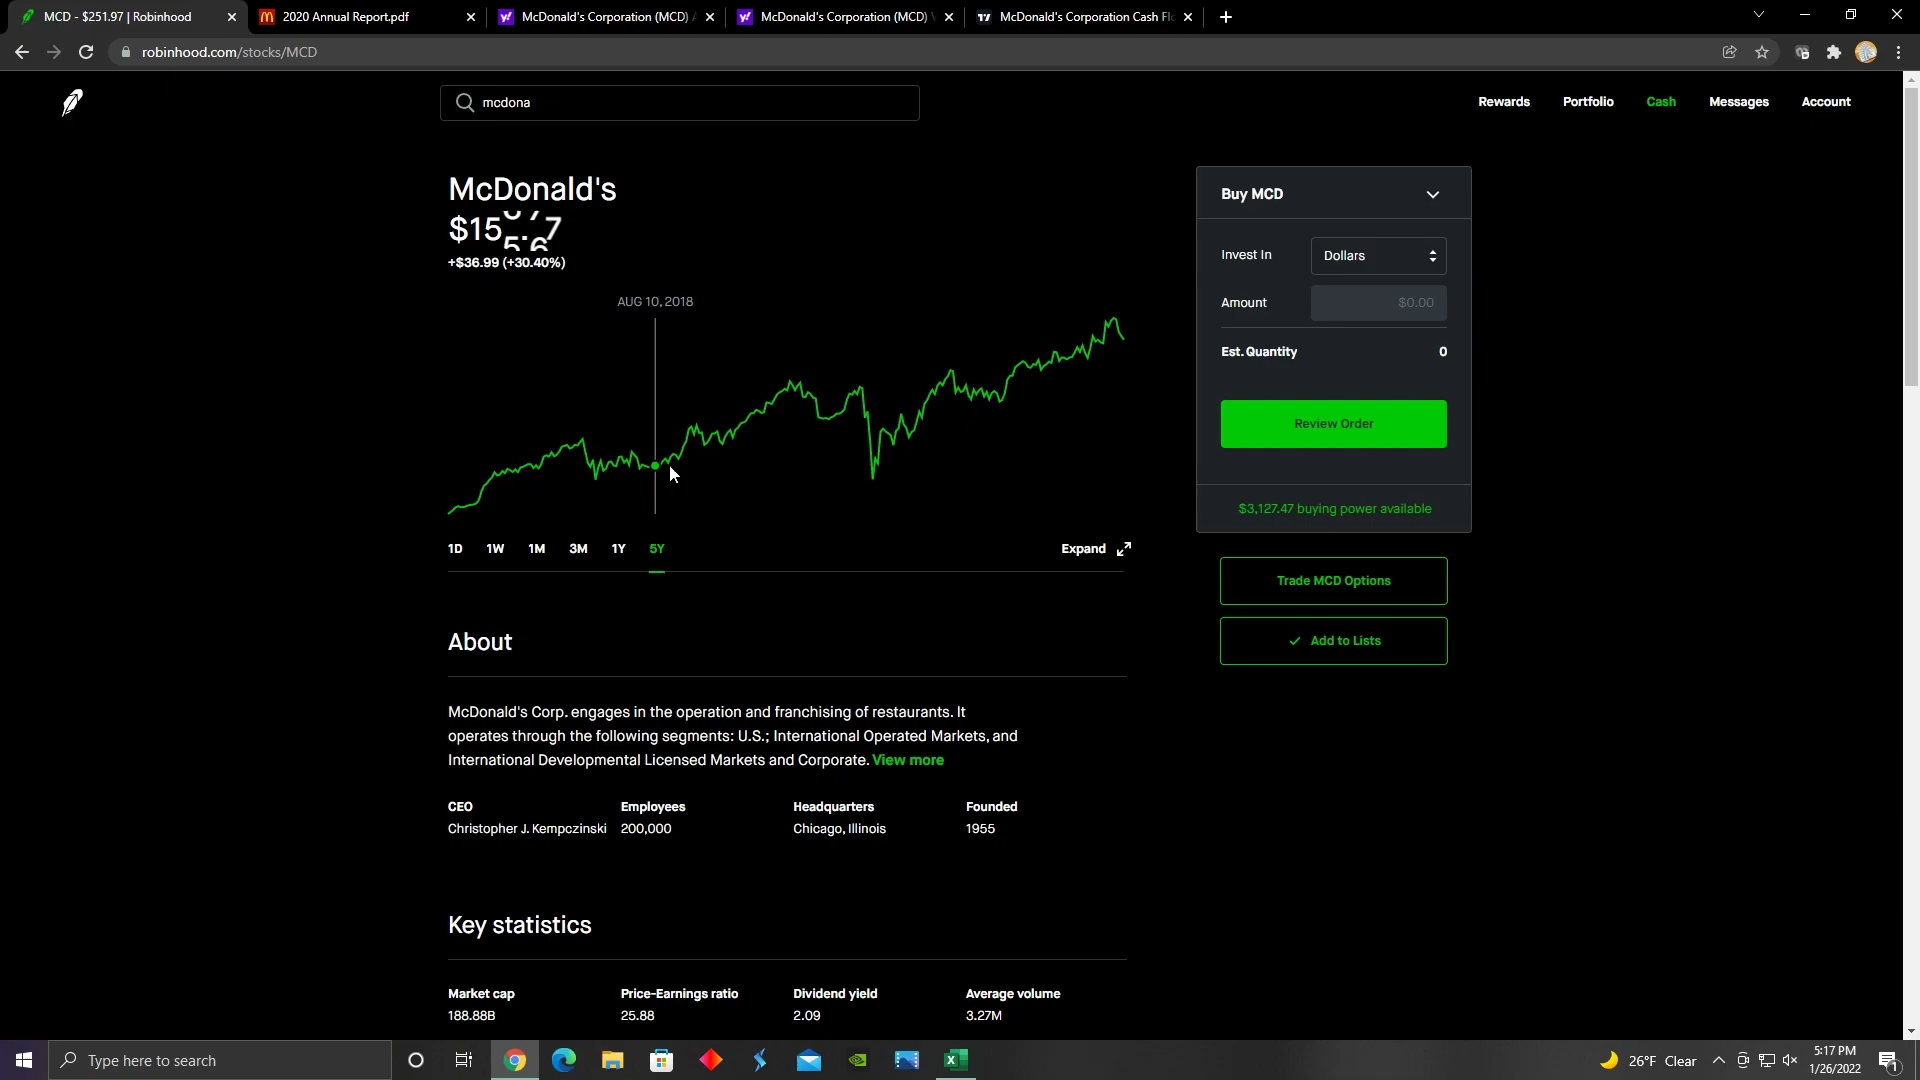 MCD - $251.97 | Robinhood
2020 Annual Report.pdf
McDonald's Corporation (MCD)
McDonald's Corporation (MCD)
McDonald's Corporation Cash Fl
robinhood.com/stocks/MCD
mcdona
Rewards Portfolio Cash Messages Account
McDonald's
$15
+$36.99 (+30.40%)
AUG 10, 2018
1D 1W 1M 3M 1Y 5Y Expand
Buy MCD
Invest In Dollars
Amount $0.00
Est. Quantity 0
Review Order
$3,127.47 buying power available
Trade MCD Options
Add to Lists
About
McDonald's Corp. engages in the operation and franchising of restaurants. It
operates through the following segments: U.S.; International Operated Markets, and
International Developmental Licensed Markets and Corporate. View more
CEO Employees Headquarters Founded
Christopher J. Kempczinski 200,000 Chicago, Illinois 1955
Key statistics
Market cap Price-Earnings ratio Dividend yield Average volume
188.88B 25.88 2.09 3.27M
Type here to search
26°F Clear
5:17 PM
1/26/2022
1